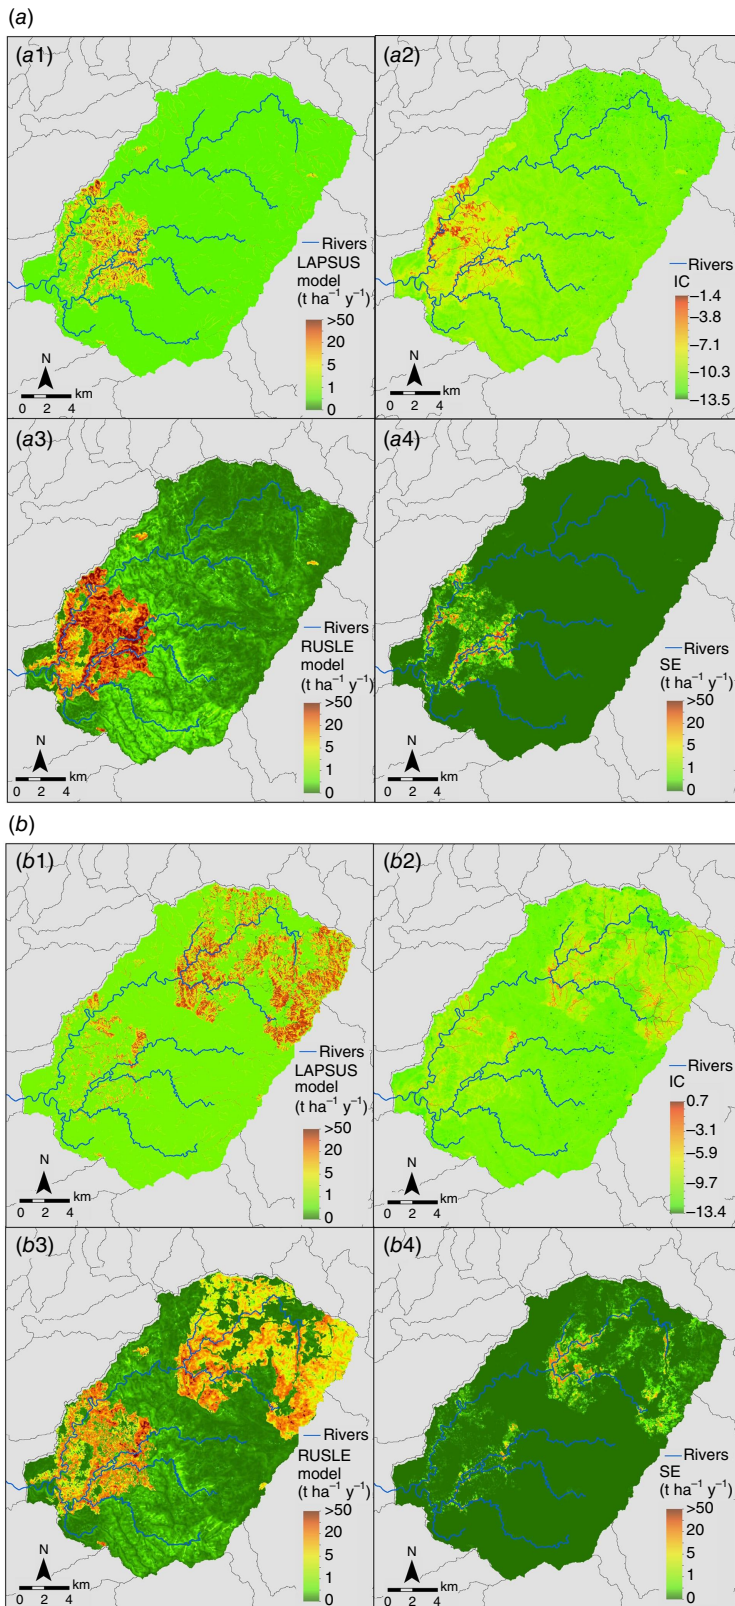 (a)
(a1)
Rivers
LAPSUS
model
(t ha⁻¹ y⁻¹)
>50
20
5
1
0
N
km
0 2 4
(a2)
Rivers
IC
–1.4
–3.8
–7.1
–10.3
–13.5
N
km
0 2 4
(a3)
Rivers
RUSLE
model
(t ha⁻¹ y⁻¹)
>50
20
5
1
0
N
km
0 2 4
(a4)
Rivers
SE
(t ha⁻¹ y⁻¹)
>50
20
5
1
0
N
km
0 2 4
(b)
(b1)
Rivers
LAPSUS
model
(t ha⁻¹ y⁻¹)
>50
20
5
1
0
N
km
0 2 4
(b2)
Rivers
IC
0.7
–3.1
–5.9
–9.7
–13.4
N
km
0 2 4
(b3)
Rivers
RUSLE
model
(t ha⁻¹ y⁻¹)
>50
20
5
1
0
N
km
0 2 4
(b4)
Rivers
SE
(t ha⁻¹ y⁻¹)
>50
20
5
1
0
N
km
0 2 4